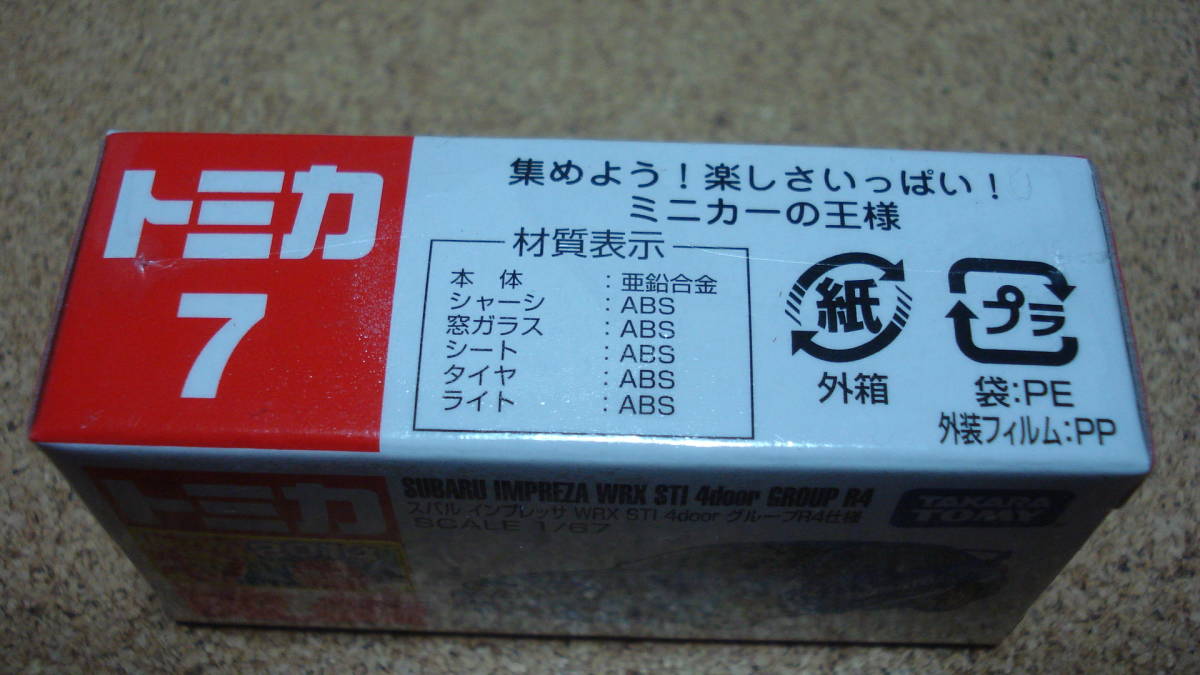 トミカ
7
集めよう!楽しさいっぱい!
ミニカーの王様
材質表示
本 体 : 亜鉛合金
シャーシ : ABS
窓ガラス : ABS
シート : ABS
タイヤ : ABS
ライト : ABS
紙
外箱
プラ
袋:PE
外装フィルム:PP
トミカ
SUBARU IMPREZA WRX STI 4door GROUP R4
スバル インプレッサ WRX STI 4door グループR4仕様
SCALE 1/67
TAKARA
TOMY